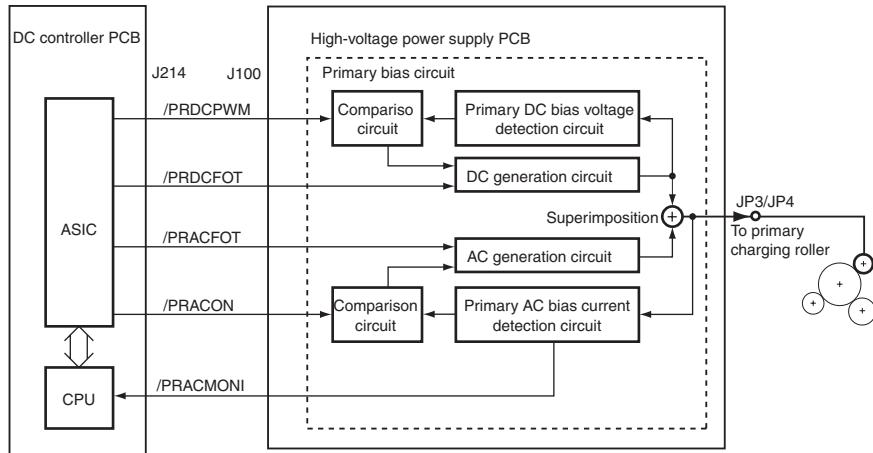 DC controller PCB
High-voltage power supply PCB
J214
J100
Primary bias circuit
/PRDCPWM
Compariso
circuit
Primary DC bias voltage
detection circuit
/PRDCFOT
DC generation circuit
ASIC
Superimposition
JP3/JP4
To primary
charging roller
/PRACFOT
AC generation circuit
/PRACON
Comparison
circuit
Primary AC bias current
detection circuit
CPU
/PRACMONI